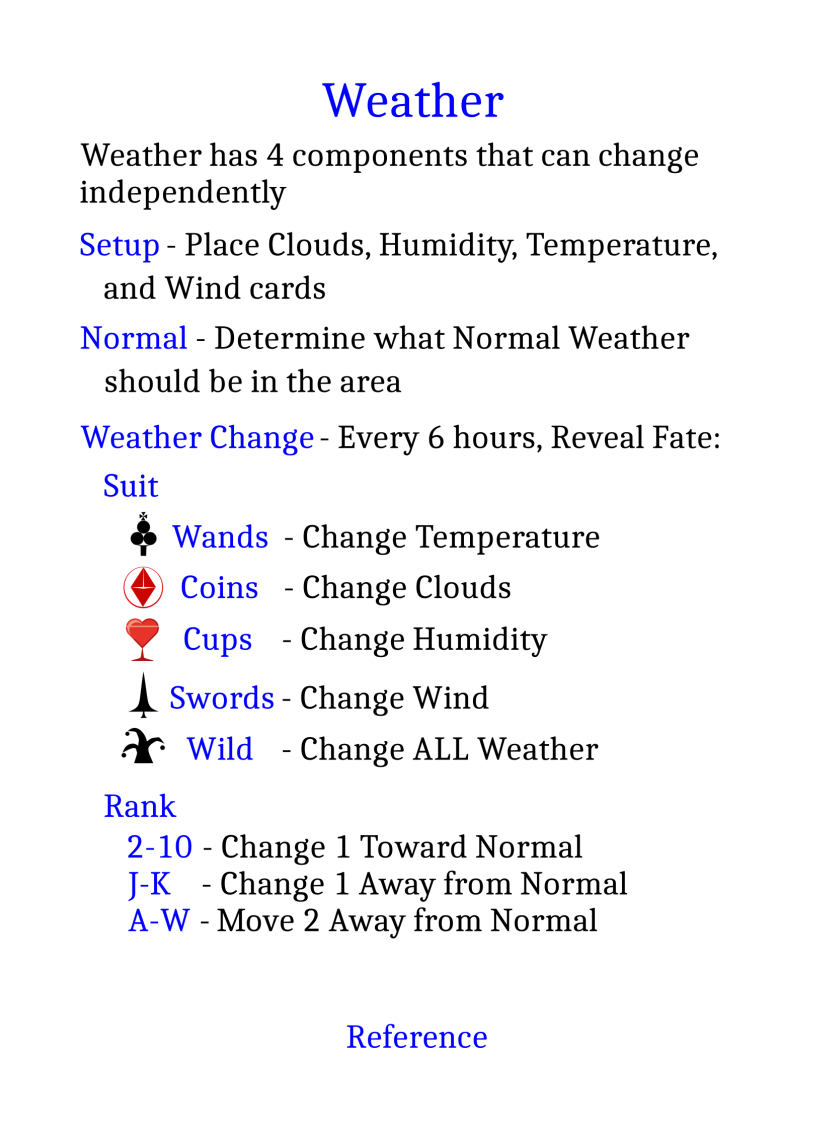 Weather
Weather has 4 components that can change
independently
Setup - Place Clouds, Humidity, Temperature,
and Wind cards
Normal - Determine what Normal Weather
should be in the area
Weather Change - Every 6 hours, Reveal Fate:
Suit
Wands - Change Temperature
Coins - Change Clouds
Cups - Change Humidity
Swords - Change Wind
Wild - Change ALL Weather
Rank
2-10 - Change 1 Toward Normal
J-K - Change 1 Away from Normal
A-W - Move 2 Away from Normal
Reference